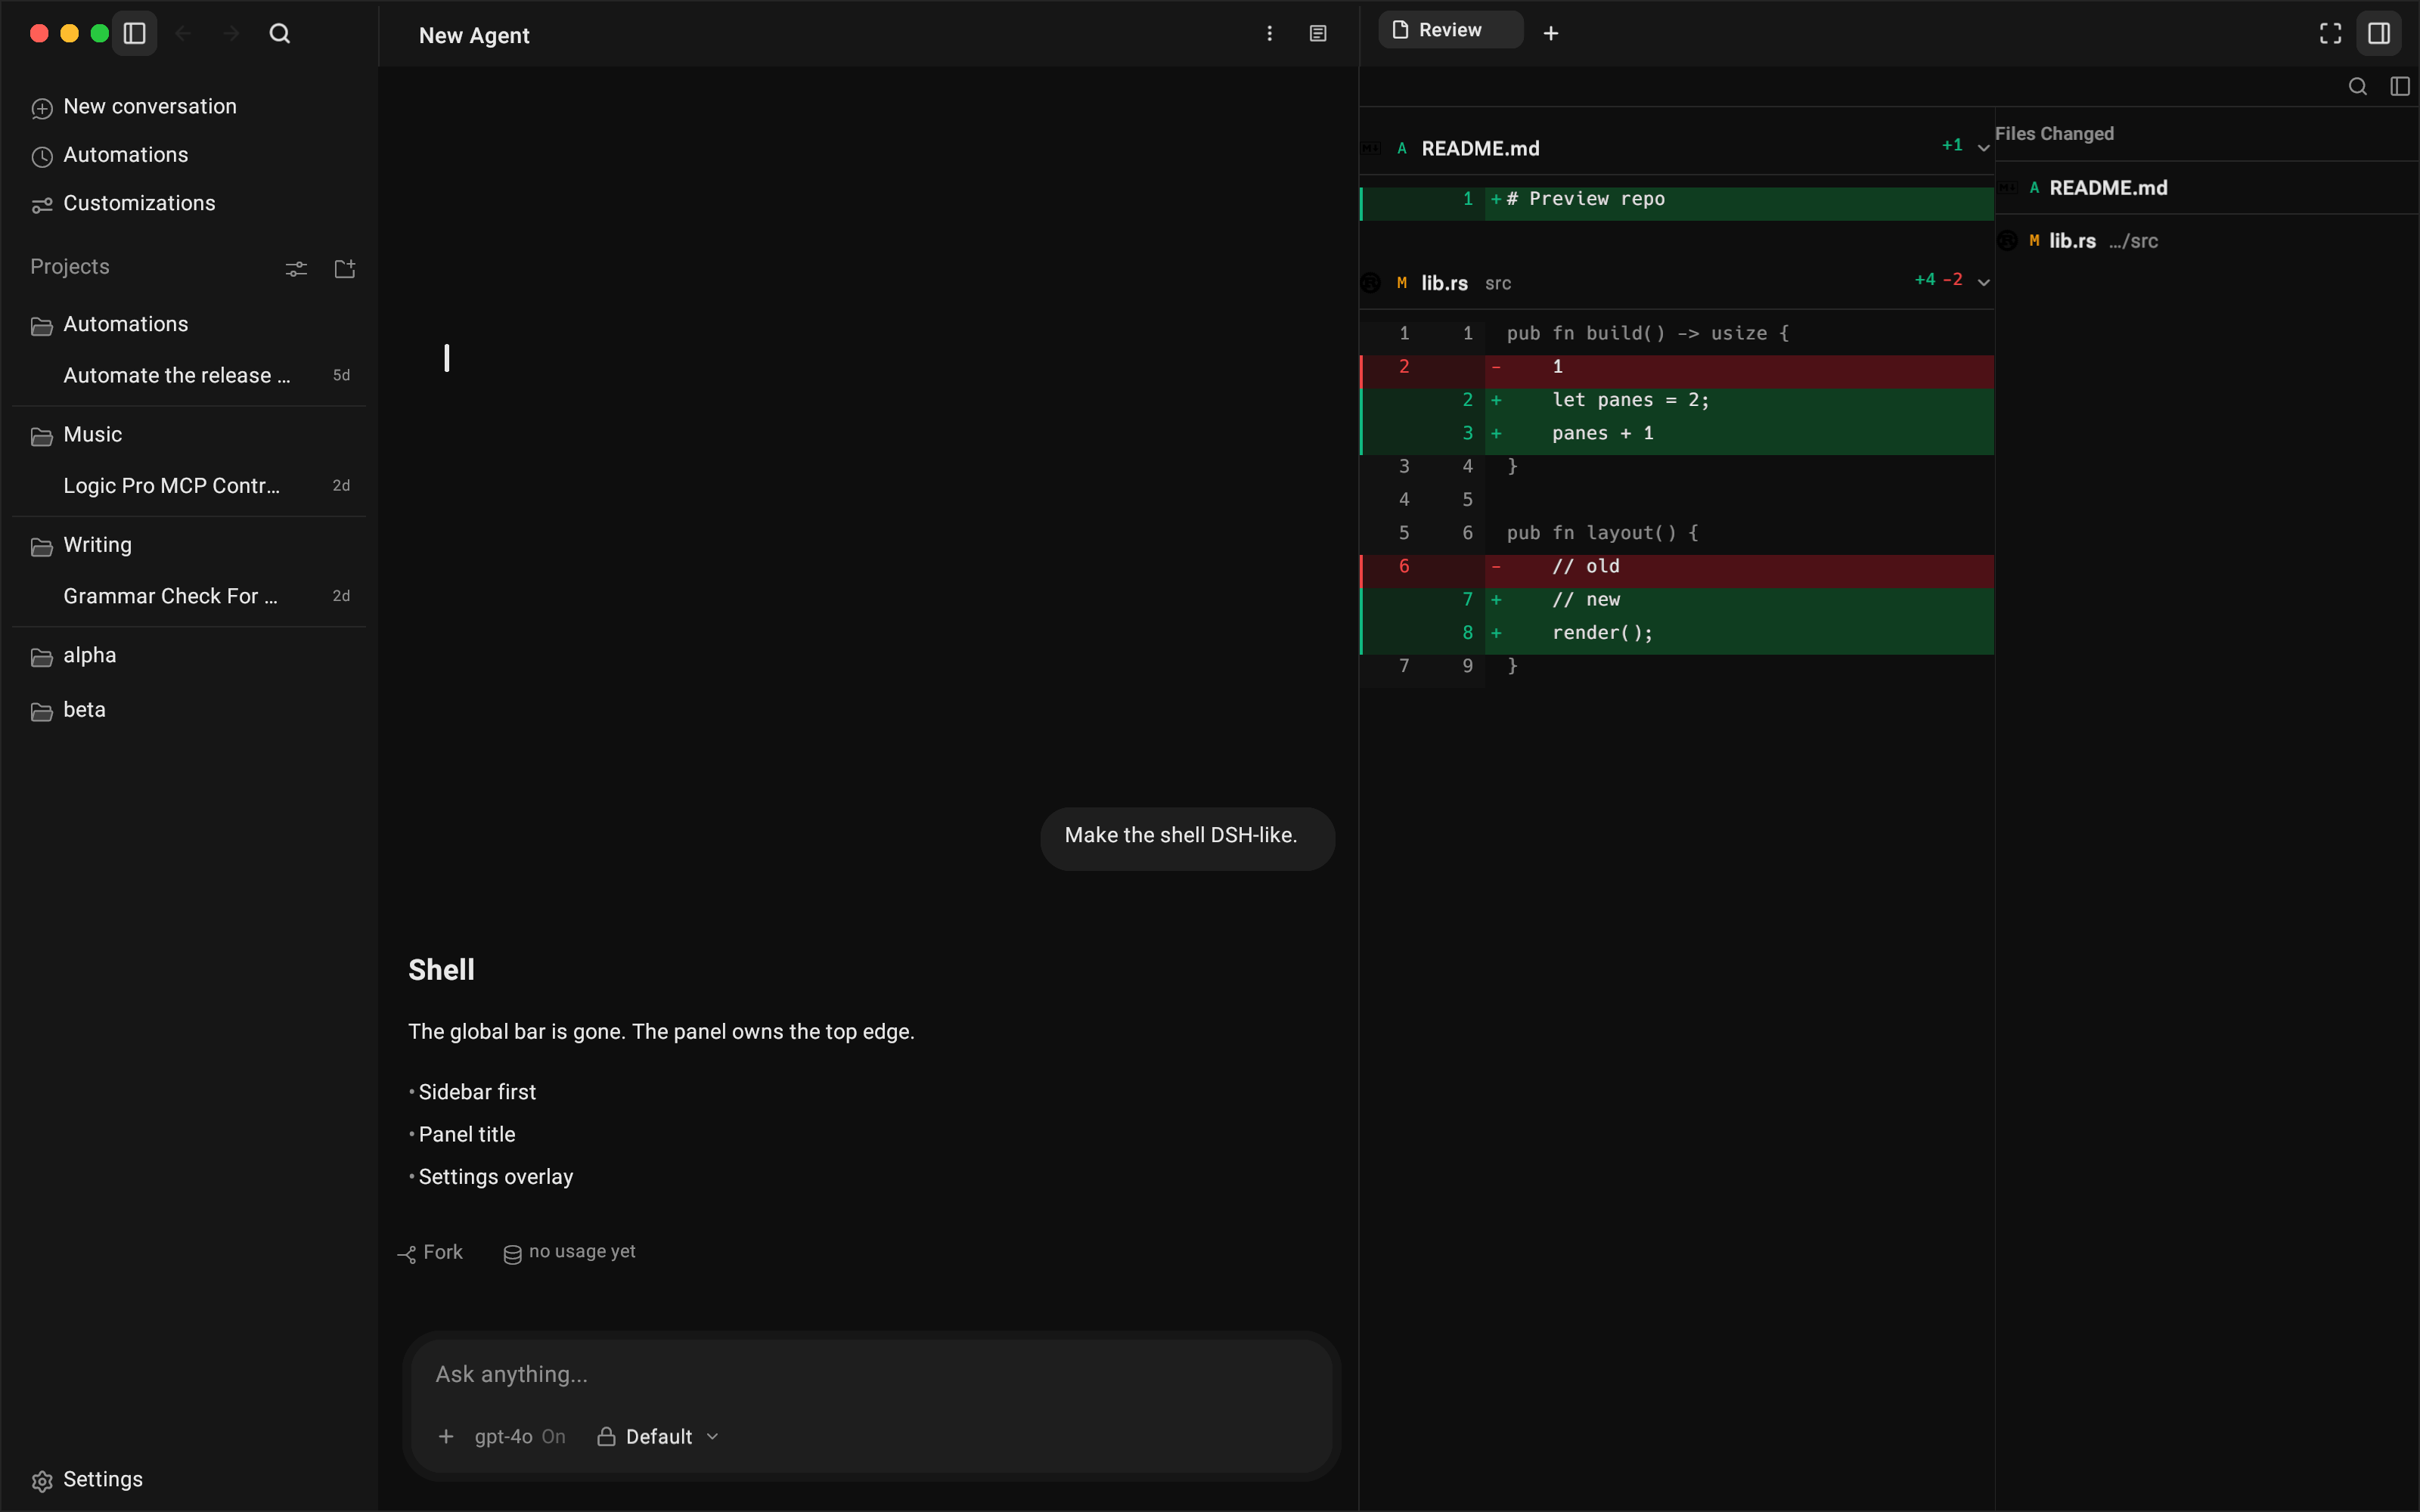 New Agent
Review
New conversation
Automations
Customizations
Projects
Automations
Automate the release ... 5d
Music
Logic Pro MCP Contr... 2d
Writing
Grammar Check For ... 2d
alpha
beta
Settings
Make the shell DSH-like.
Shell
The global bar is gone. The panel owns the top edge.
• Sidebar first
• Panel title
• Settings overlay
Fork no usage yet
Ask anything...
+ gpt-4o On Default
A README.md +1
1 + # Preview repo
M lib.rs src +4 -2
1 1 pub fn build() -> usize {
2 - 1
2 + let panes = 2;
3 + panes + 1
3 4 }
4 5
5 6 pub fn layout() {
6 - // old
7 + // new
8 + render();
7 9 }
Files Changed
A README.md
M lib.rs .../src